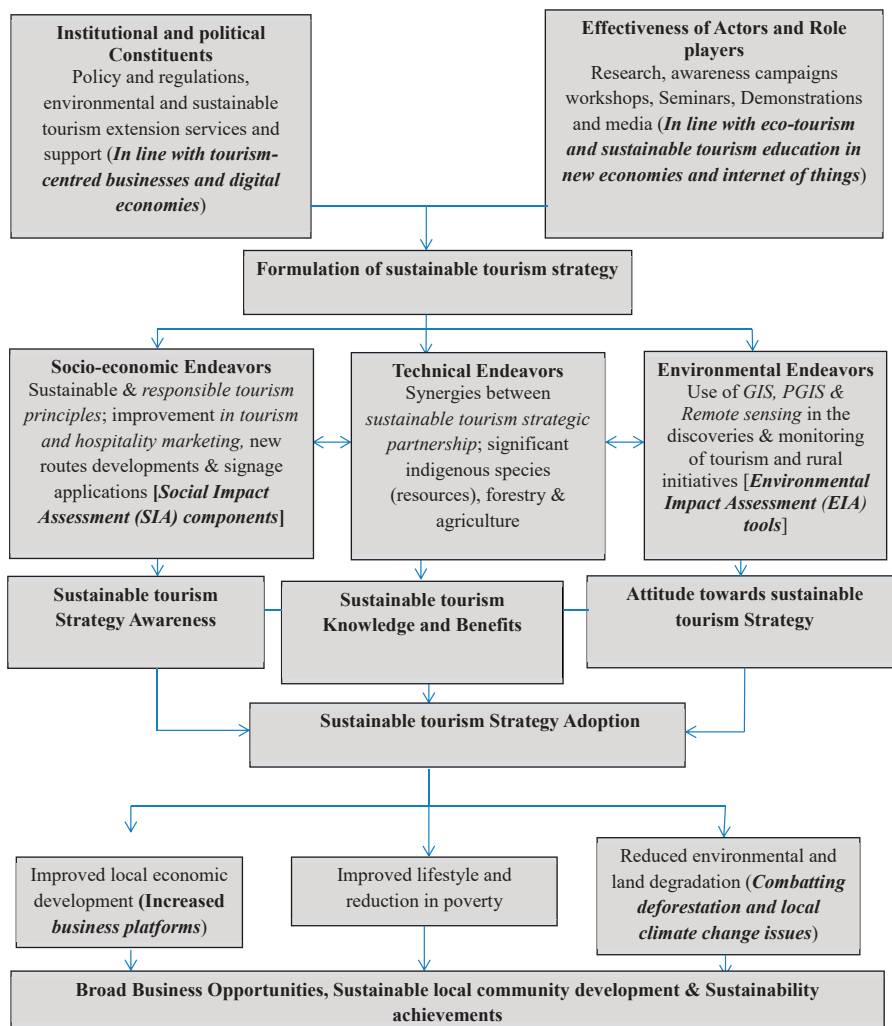 Institutional and political
Constituents
Policy and regulations,
environmental and sustainable
tourism extension services and
support (In line with tourism-
centred businesses and digital
economies)
Effectiveness of Actors and Role
players
Research, awareness campaigns
workshops, Seminars, Demonstrations
and media (In line with eco-tourism
and sustainable tourism education in
new economies and internet of things)
Formulation of sustainable tourism strategy
Socio-economic Endeavors
Sustainable & responsible tourism
principles; improvement in tourism
and hospitality marketing, new
routes developments & signage
applications [Social Impact
Assessment (SIA) components]
Technical Endeavors
Synergies between
sustainable tourism strategic
partnership; significant
indigenous species
(resources), forestry &
agriculture
Environmental Endeavors
Use of GIS, PGIS &
Remote sensing in the
discoveries & monitoring
of tourism and rural
initiatives [Environmental
Impact Assessment (EIA)
tools]
Sustainable tourism
Strategy Awareness
Sustainable tourism
Knowledge and Benefits
Attitude towards sustainable
tourism Strategy
Sustainable tourism Strategy Adoption
Improved local economic
development (Increased
business platforms)
Improved lifestyle and
reduction in poverty
Reduced environmental and
land degradation (Combatting
deforestation and local
climate change issues)
Broad Business Opportunities, Sustainable local community development & Sustainability
achievements